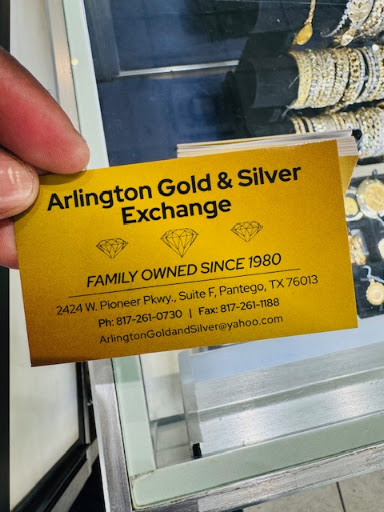 Arlington Gold & Silver
Exchange
FAMILY OWNED SINCE 1980
2424 W. Pioneer Pkwy., Suite F, Pantego, TX 76013
Ph: 817-261-0730 | Fax: 817-261-1188
ArlingtonGoldandSilver@yahoo.com